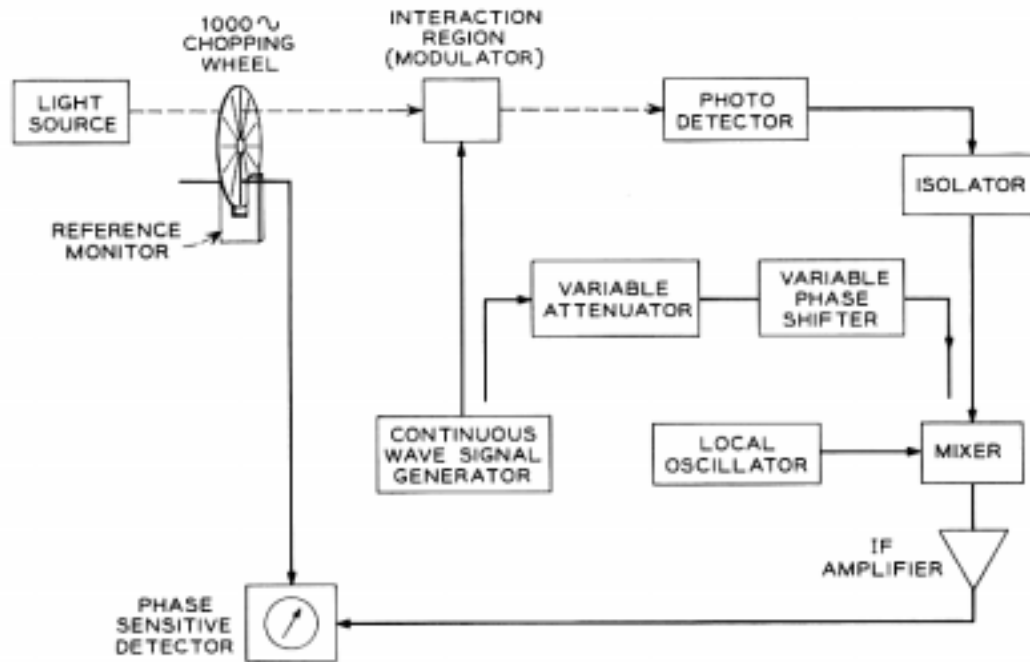 1000∿
CHOPPING
WHEEL
INTERACTION
REGION
(MODULATOR)
LIGHT
SOURCE
PHOTO
DETECTOR
ISOLATOR
REFERENCE
MONITOR
VARIABLE
ATTENUATOR
VARIABLE
PHASE
SHIFTER
CONTINUOUS
WAVE SIGNAL
GENERATOR
LOCAL
OSCILLATOR
MIXER
IF
AMPLIFIER
PHASE
SENSITIVE
DETECTOR